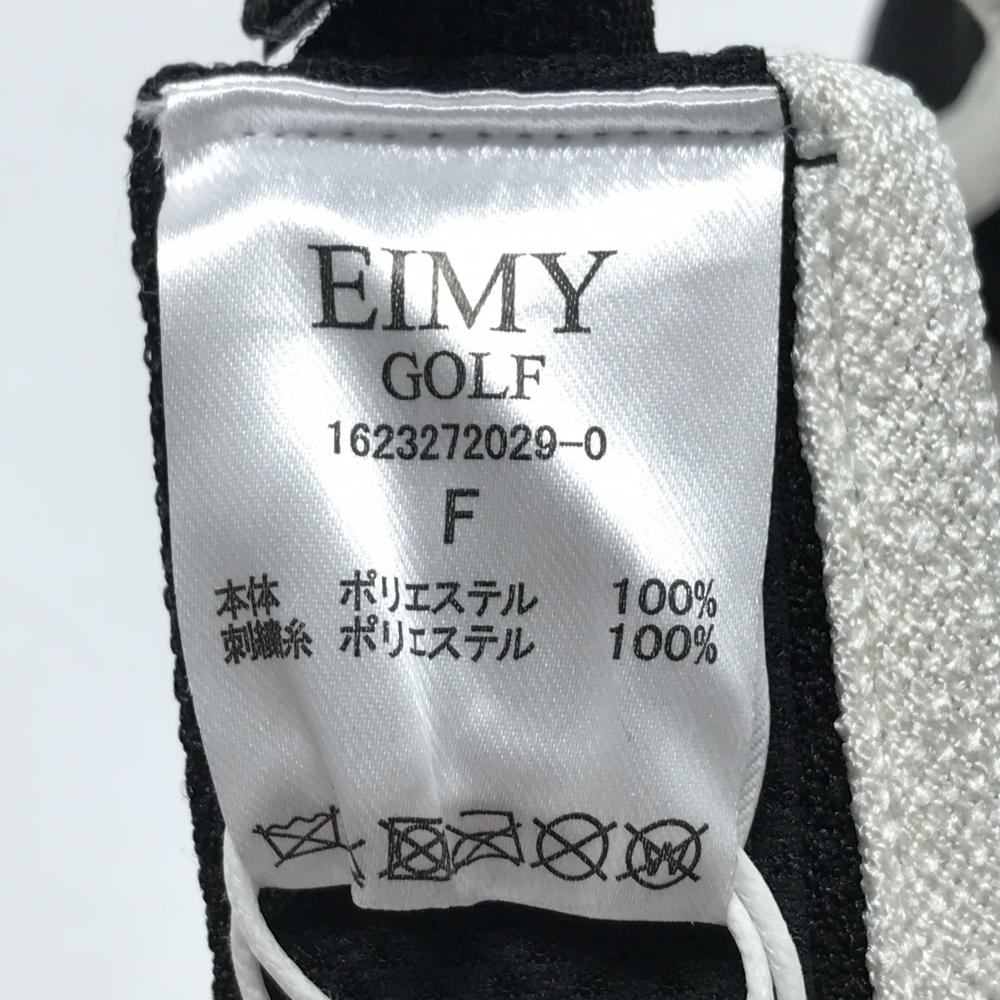 EIMY
GOLF
1623272029-0
F
本体 ポリエステル 100%
刺繍糸 ポリエステル 100%